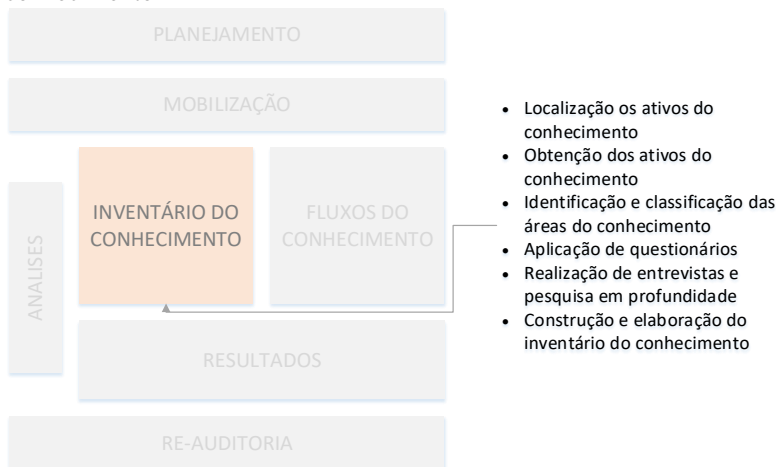 PLANEJAMENTO
MOBILIZAÇÃO
INVENTÁRIO DO
CONHECIMENTO
FLUXOS DO
CONHECIMENTO
ANALISES
RESULTADOS
RE-AUDITORIA
• Localização os ativos do
conhecimento
• Obtenção dos ativos do
conhecimento
• Identificação e classificação das
áreas do conhecimento
• Aplicação de questionários
• Realização de entrevistas e
pesquisa em profundidade
• Construção e elaboração do
inventário do conhecimento